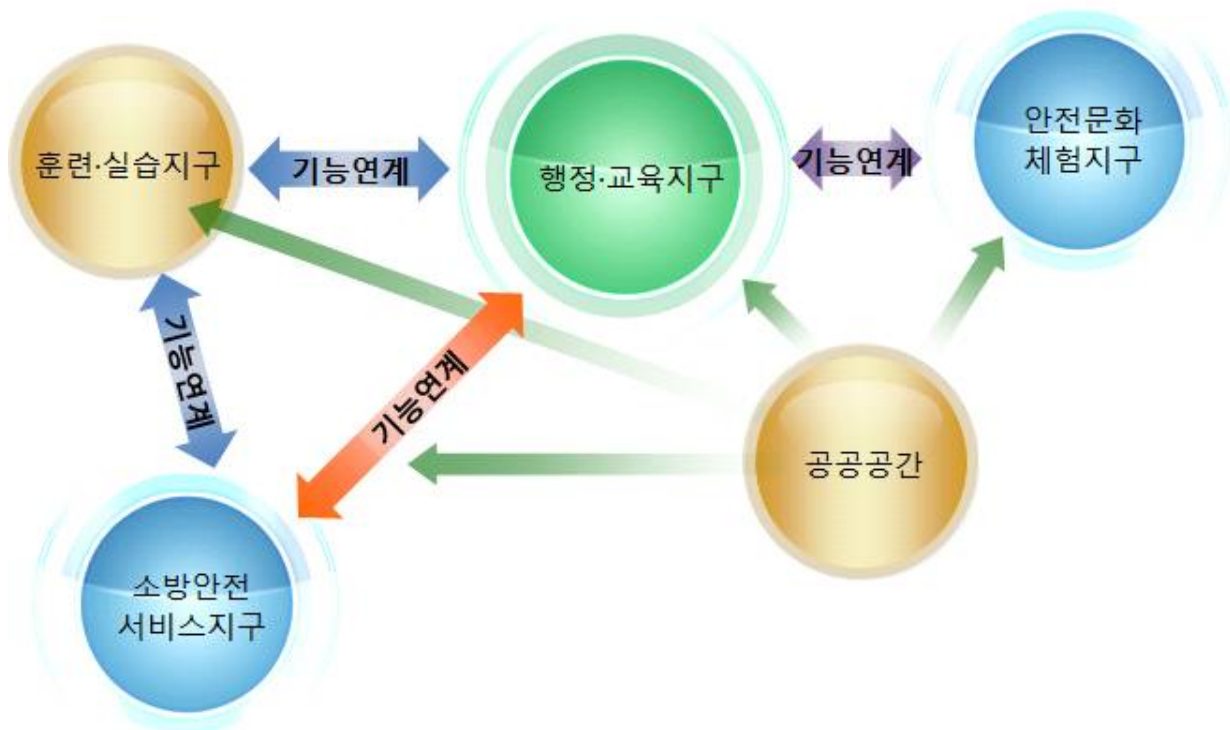 훈련·실습지구
기능연계
행정·교육지구
기능연계
안전문화
체험지구
기능연계
기능연계
공공공간
소방안전
서비스지구